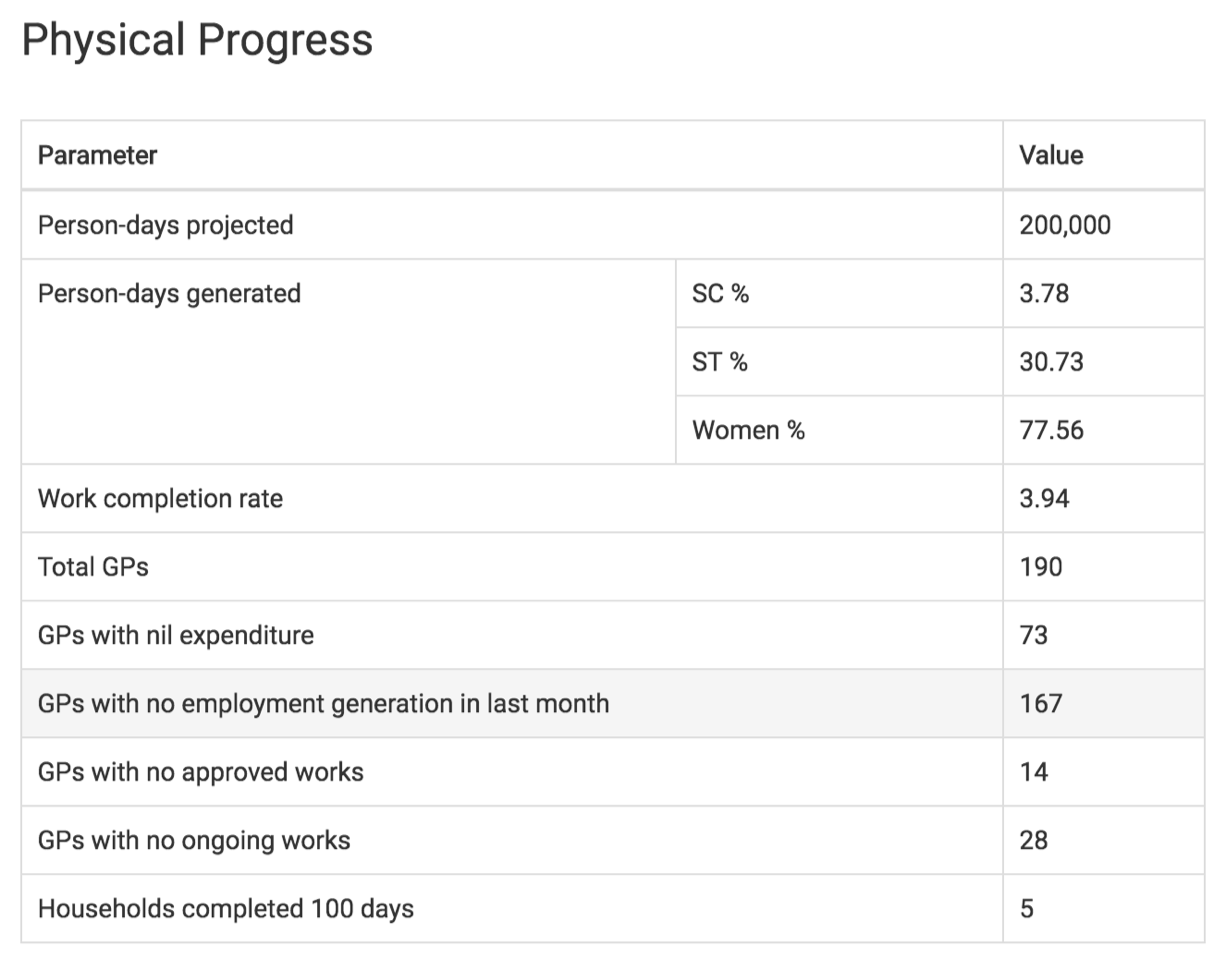 Physical Progress
Parameter Value
Person-days projected 200,000
Person-days generated SC % 3.78
ST % 30.73
Women % 77.56
Work completion rate 3.94
Total GPs 190
GPs with nil expenditure 73
GPs with no employment generation in last month 167
GPs with no approved works 14
GPs with no ongoing works 28
Households completed 100 days 5